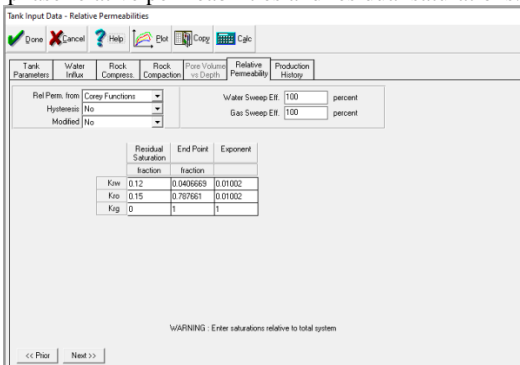 Tank Input Data - Relative Permeabilities
Done Cancel Help Plot Copy Calc
Tank Parameters Water Influx Rock Compress. Rock Compaction Pore Volume vs Depth Relative Permeability Production History
Rel Perm. from Corey Functions Water Sweep Eff. 100 percent
Hysteresis No Gas Sweep Eff. 100 percent
Modified No
Residual Saturation End Point Exponent
fraction fraction
Krw 0.12 0.0406669 0.01002
Kro 0.15 0.787661 0.01002
Krg 0 1 1
WARNING : Enter saturations relative to total system
<< Prior Next >>